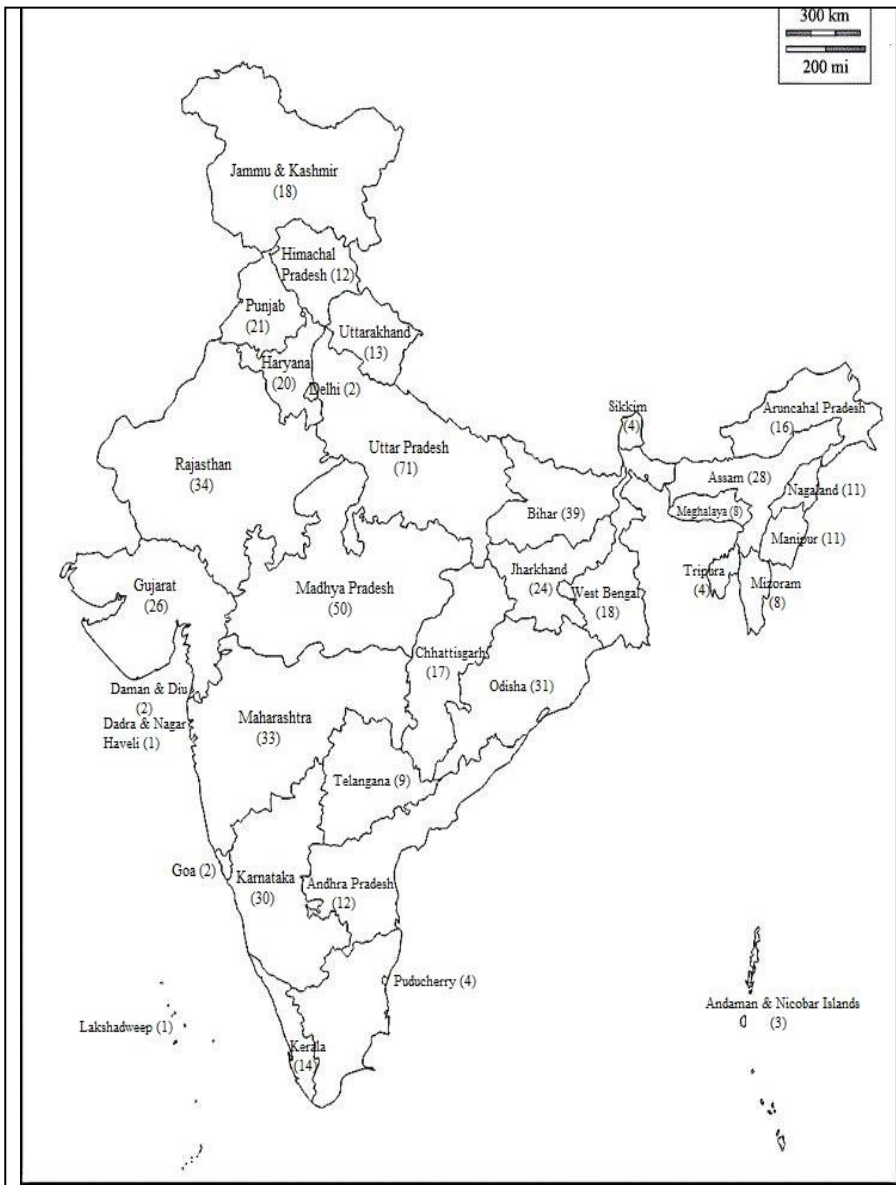 300 km
200 mi
Jammu & Kashmir
(18)
Himachal
Pradesh (12)
Punjab
(21)
Uttarakhand
(13)
Haryana
(20)
Delhi (2)
Sikkim
(4)
Aruncahal Pradesh
(16)
Rajasthan
(34)
Uttar Pradesh
(71)
Assam (28)
Nagaland (11)
Bihar (39)
Meghalaya (8)
Manipur (11)
Gujarat
(26)
Madhya Pradesh
(50)
Jharkhand
(24)
West Bengal
(18)
Tripura
(4)
Mizoram
(8)
Chhattisgarh
(17)
Odisha (31)
Daman & Diu
(2)
Dadra & Nagar
Haveli (1)
Maharashtra
(33)
Telangana (9)
Goa (2)
Karnataka
(30)
Andhra Pradesh
(12)
Puducherry (4)
Andaman & Nicobar Islands
(3)
Lakshadweep (1)
Kerala
(14)